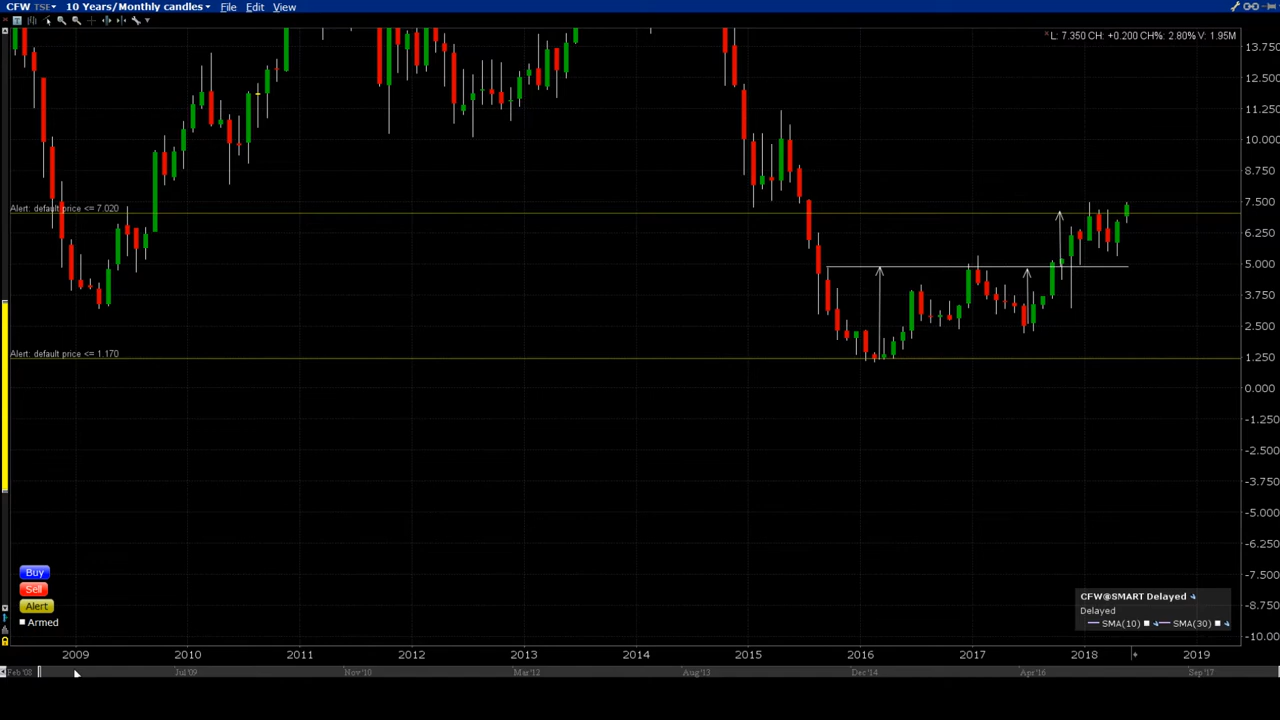 CFW TSE 10 Years/Monthly candles File Edit View
L: 7.350 CH: +0.200 CH%: 2.80% V: 1.95M
13.750
12.500
11.250
10.000
8.750
7.500
Alert: default price <= 7.020
6.250
5.000
3.750
2.500
Alert: default price <= 1.170
1.250
0.000
-1.250
-2.500
-3.750
-5.000
-6.250
Buy
-7.500
Sell
CFW@SMART Delayed
Alert
Delayed
-8.750
Armed
SMA(10) SMA(30)
-10.00
2009 2010 2011 2012 2013 2014 2015 2016 2017 2018 2019
Feb'08 Jul'09 Nov'10 Mar'12 Aug'13 Dec'14 Apr'16 Sep'17